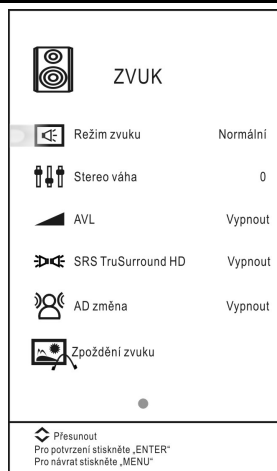 ZVUK
Režim zvuku Normální
Stereo váha 0
AVL Vypnout
SRS TruSurround HD Vypnout
AD změna Vypnout
Zpoždění zvuku
Přesunout
Pro potvrzení stiskněte „ENTER“
Pro návrat stiskněte „MENU“